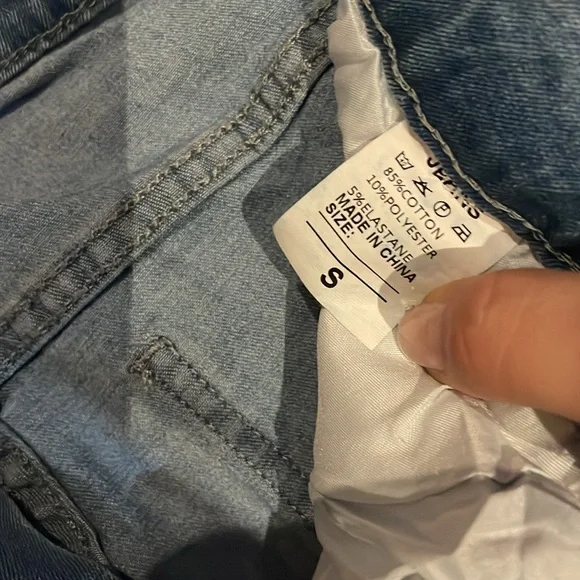 JEANS
85%COTTON
10%POLYESTER
5%ELASTANE
MADE IN CHINA
SIZE:
S